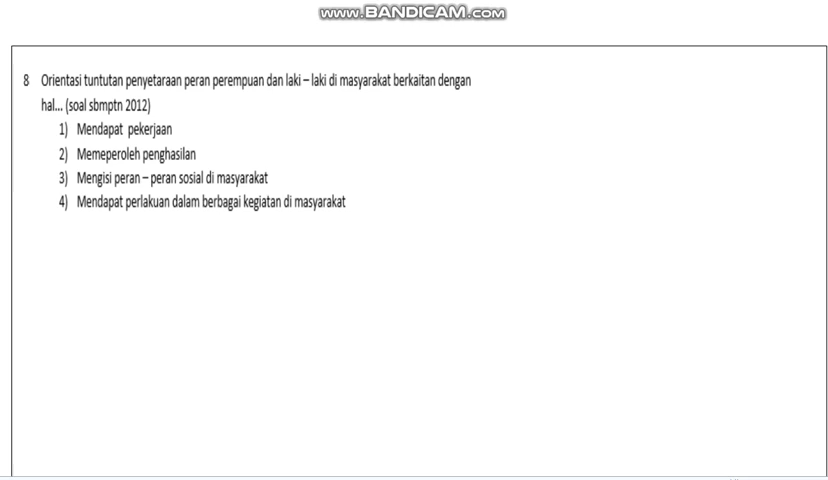 www.BANDICAM.com
8 Orientasi tuntutan penyetaraan peran perempuan dan laki – laki di masyarakat berkaitan dengan
hal... (soal sbmptn 2012)
1) Mendapat pekerjaan
2) Memeperoleh penghasilan
3) Mengisi peran – peran sosial di masyarakat
4) Mendapat perlakuan dalam berbagai kegiatan di masyarakat